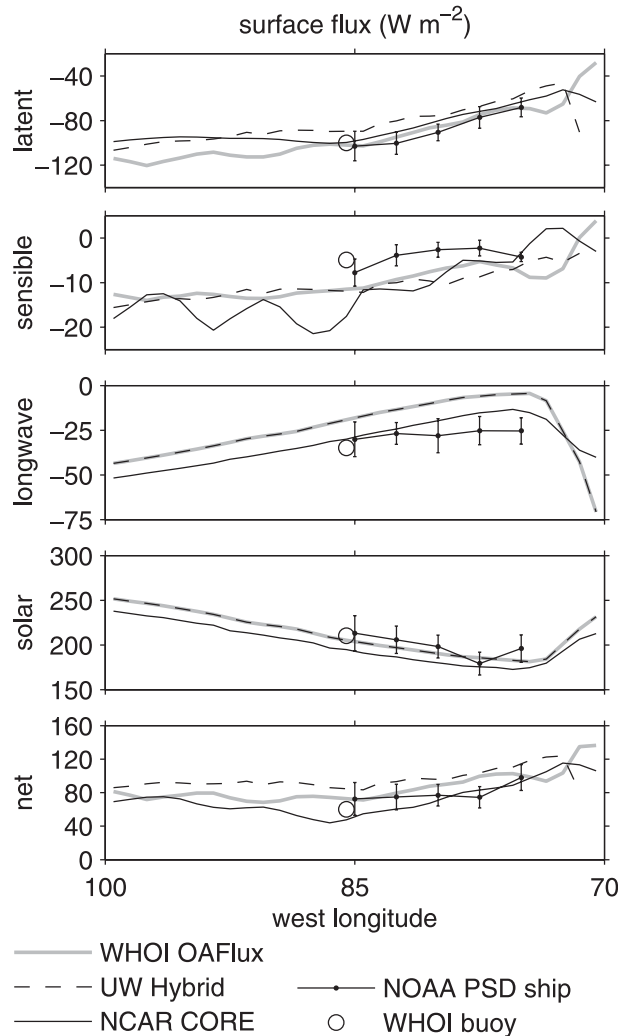 surface flux (W m−2)
−40
−80
−120
latent
0
−10
−20
sensible
0
−25
−50
−75
longwave
300
250
200
150
solar
160
120
80
40
0
net
100
85
70
west longitude
WHOI OAFlux
UW Hybrid
NOAA PSD ship
NCAR CORE
WHOI buoy